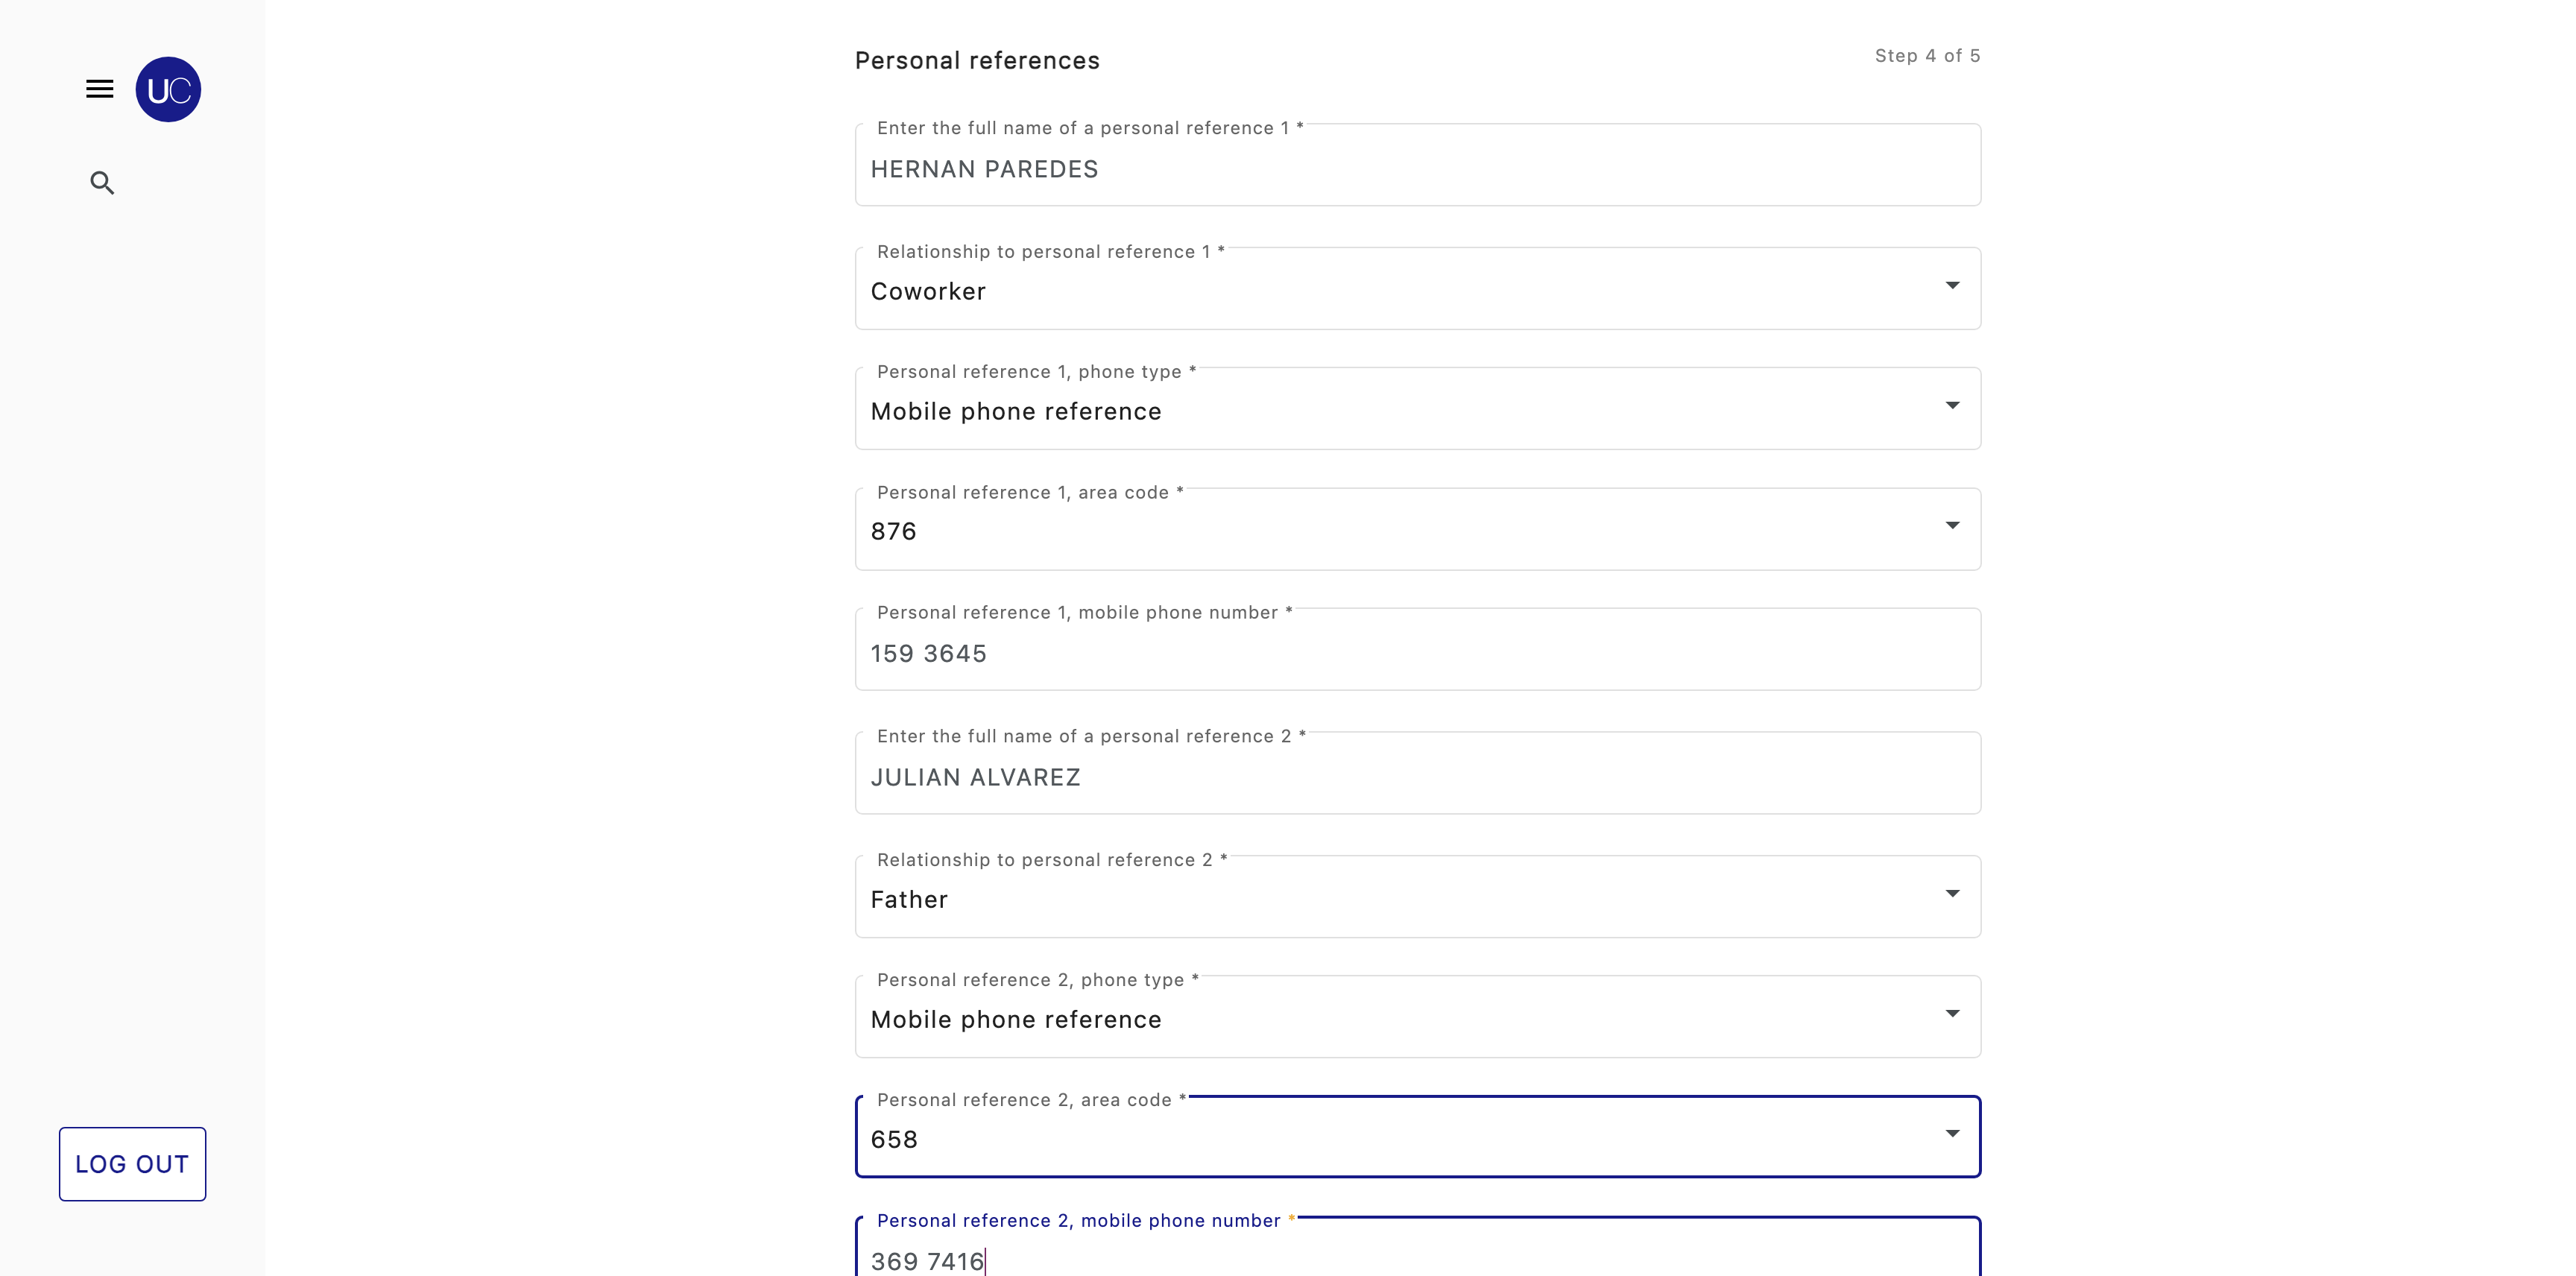 UC
Personal references
Step 4 of 5
Enter the full name of a personal reference 1 *
HERNAN PAREDES
Relationship to personal reference 1 *
Coworker
Personal reference 1, phone type *
Mobile phone reference
Personal reference 1, area code *
876
Personal reference 1, mobile phone number *
159 3645
Enter the full name of a personal reference 2 *
JULIAN ALVAREZ
Relationship to personal reference 2 *
Father
Personal reference 2, phone type *
Mobile phone reference
Personal reference 2, area code *
658
Personal reference 2, mobile phone number *
369 7416
LOG OUT